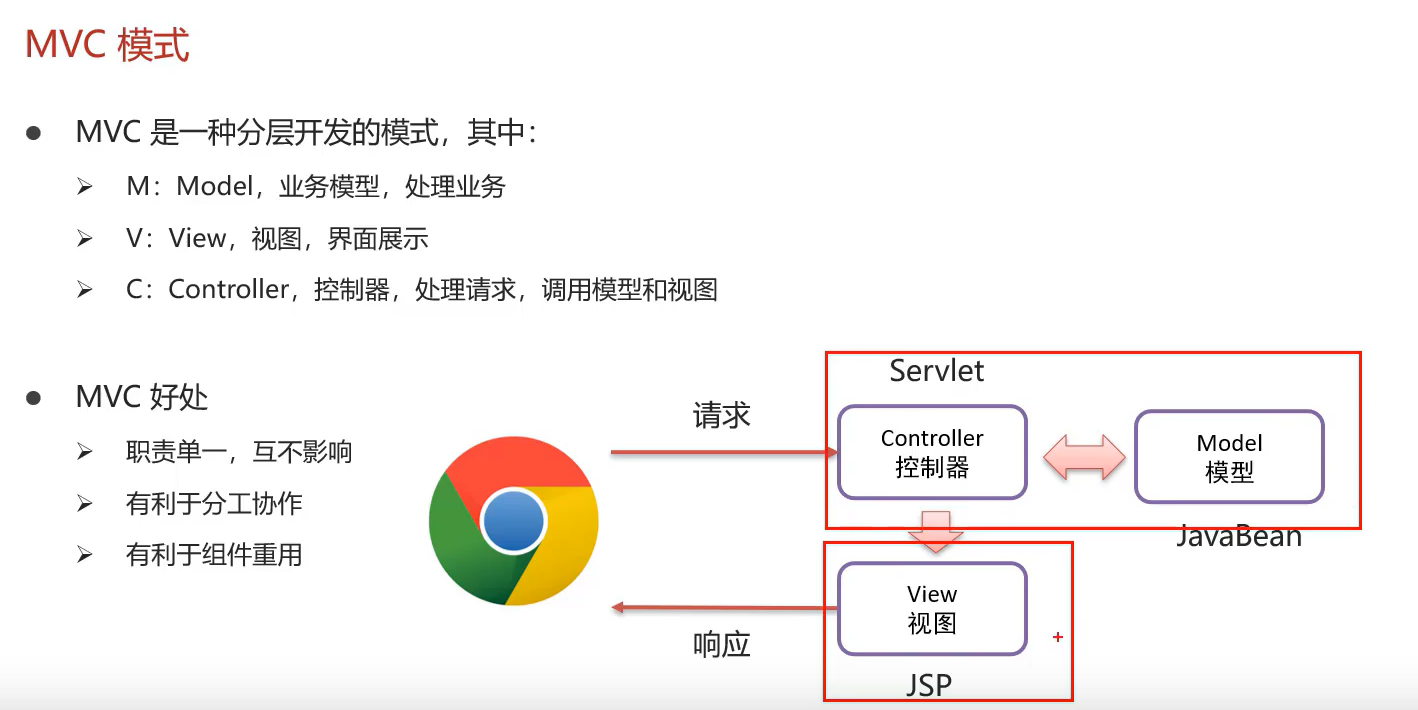 MVC 模式
● MVC 是一种分层开发的模式，其中：
➢ M：Model，业务模型，处理业务
➢ V：View，视图，界面展示
➢ C：Controller，控制器，处理请求，调用模型和视图
● MVC 好处
➢ 职责单一，互不影响
➢ 有利于分工协作
➢ 有利于组件重用
请求
Servlet
Controller
控制器
Model
模型
JavaBean
View
视图
响应
JSP